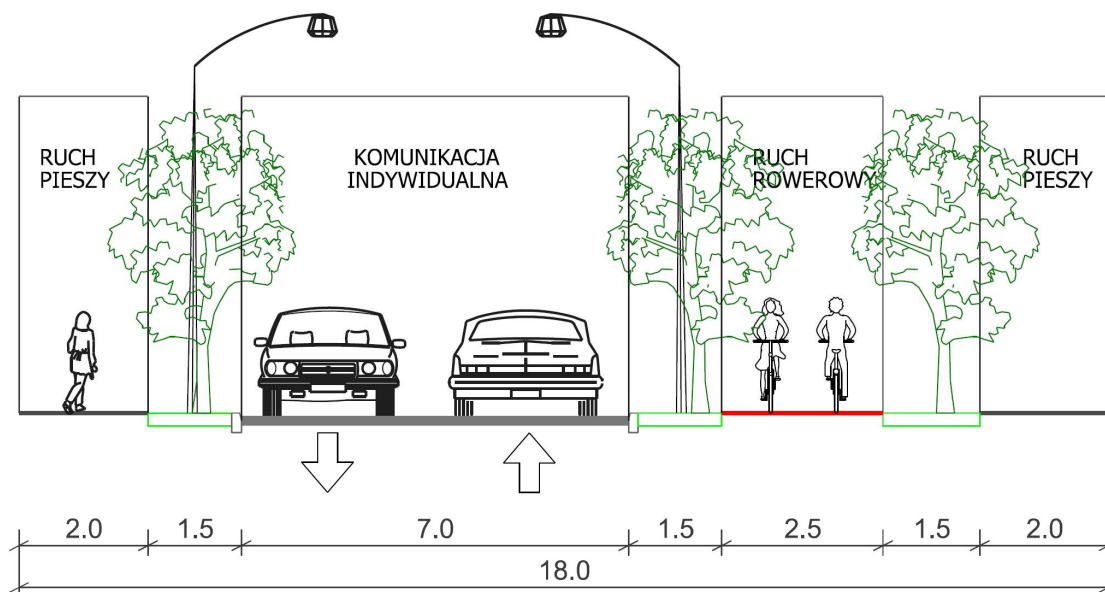 RUCH
PIESZY
KOMUNIKACJA
INDYWIDUALNA
RUCH
ROWEROWY
RUCH
PIESZY
2.0 1.5 7.0 1.5 2.5 1.5 2.0
18.0